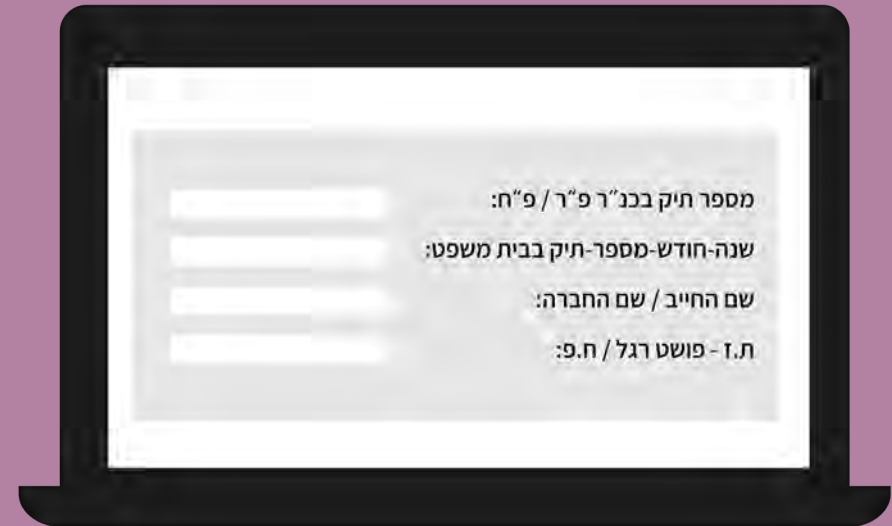 מספר תיק בכנ״ר פ״ר / פ״ח:
שנה-חודש-מספר-תיק בבית משפט:
שם החייב / שם החברה:
ת.ז - פושט רגל / ח.פ: